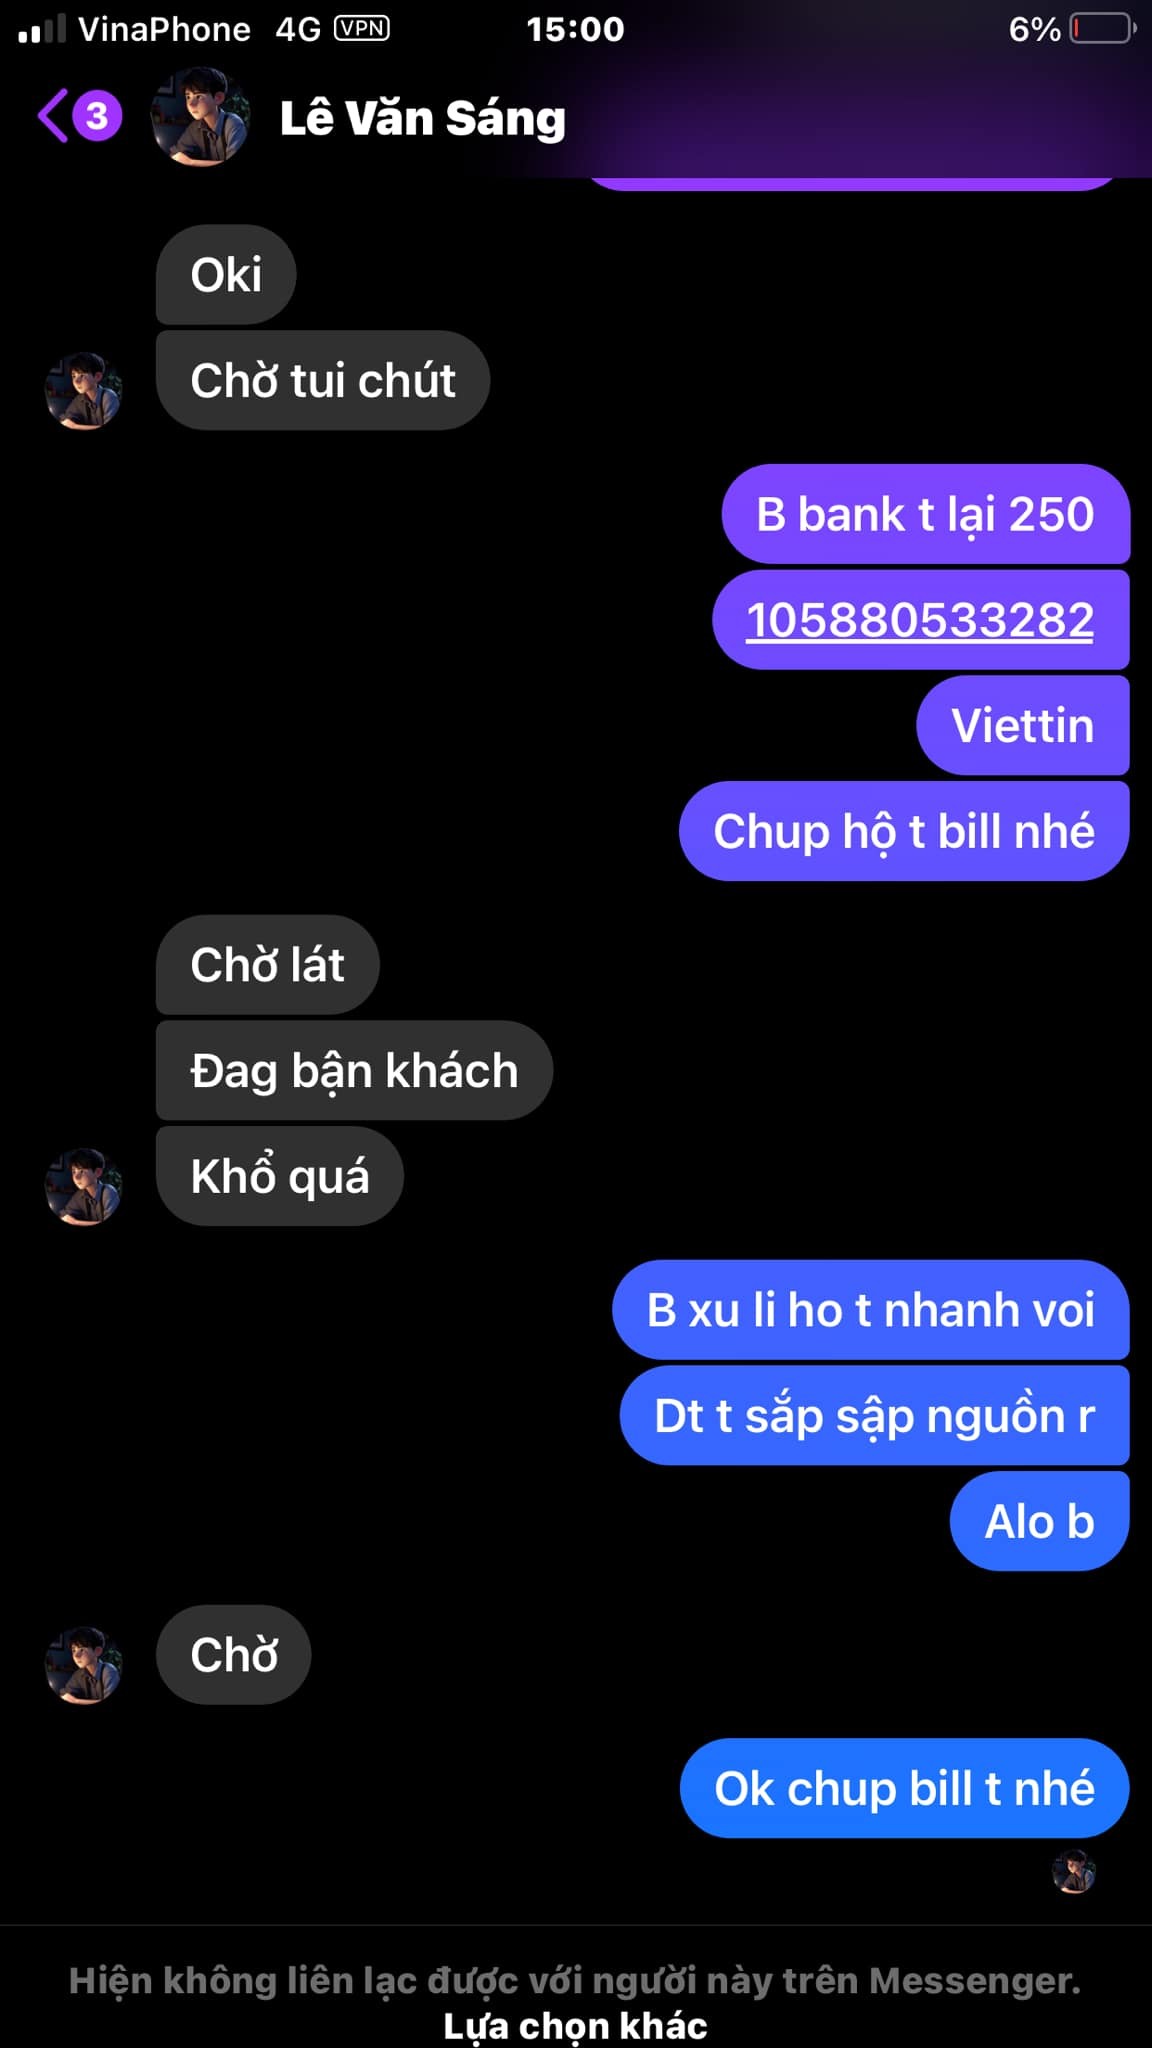 VinaPhone 4G VPN 15:00 6%
3 Lê Văn Sáng
Oki
Chờ tui chút
B bank t lại 250
105880533282
Viettin
Chup hộ t bill nhé
Chờ lát
Đag bận khách
Khổ quá
B xu li ho t nhanh voi
Dt t sắp sập nguồn r
Alo b
Chờ
Ok chup bill t nhé
Hiện không liên lạc được với người này trên Messenger.
Lựa chọn khác